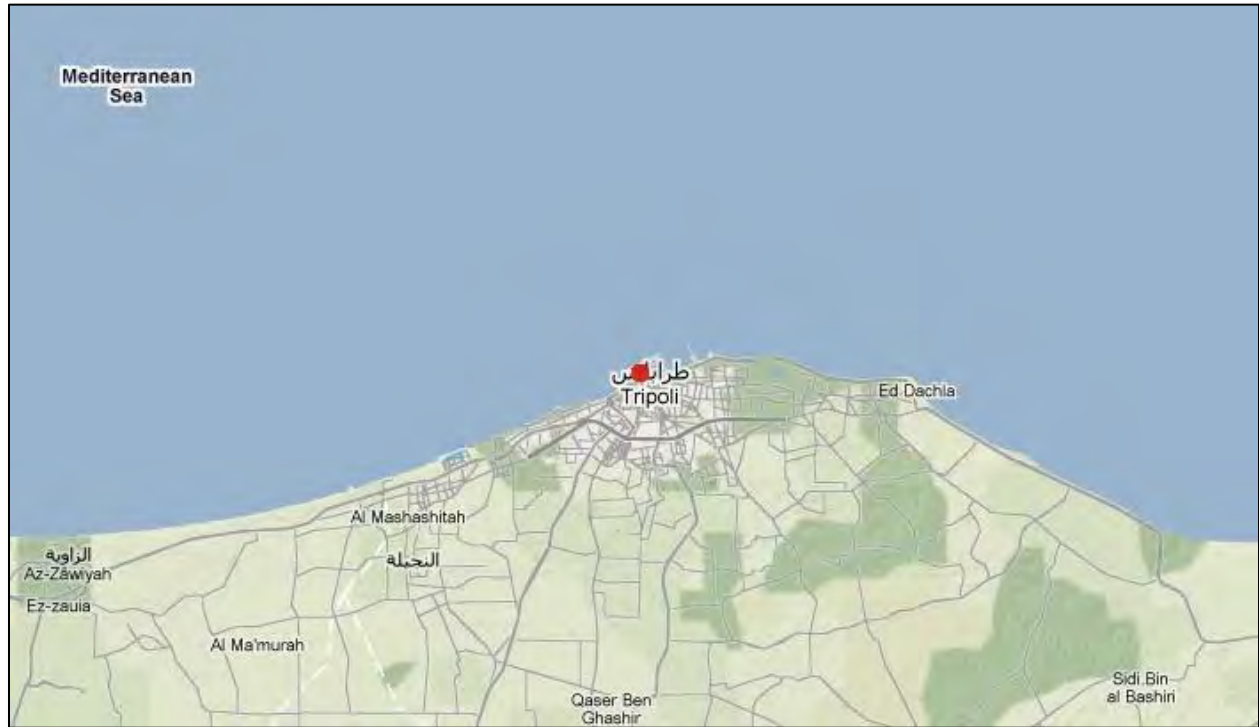 Mediterranean
Sea
طرابلس
Tripoli
Ed Dachla
Al Mashashitah
الزاوية
Az-Zawiyah
النجيلة
Ez-zauia
Al Ma'murah
Qaser Ben
Ghashir
Sidi Bin
al Bashiri